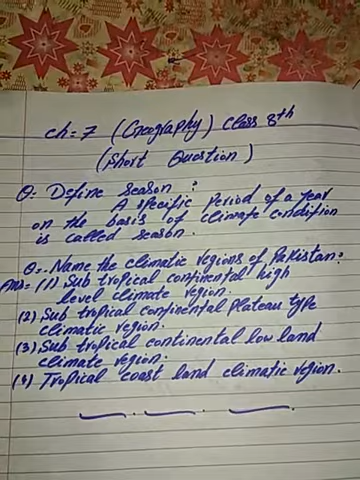 ch = 7 (Geography) Class 8th
(Short Question)
Q:- Define season ?
A specific period of a year
on the basis of climate condition
is called season.
Q:- Name the climatic regions of Pakistan:
Ans:- (1) Sub tropical continental high
level climate region.
(2) Sub tropical continental plateau type
climatic region.
(3) Sub tropical continental low land
climate region.
(4) Tropical coast land climatic region.